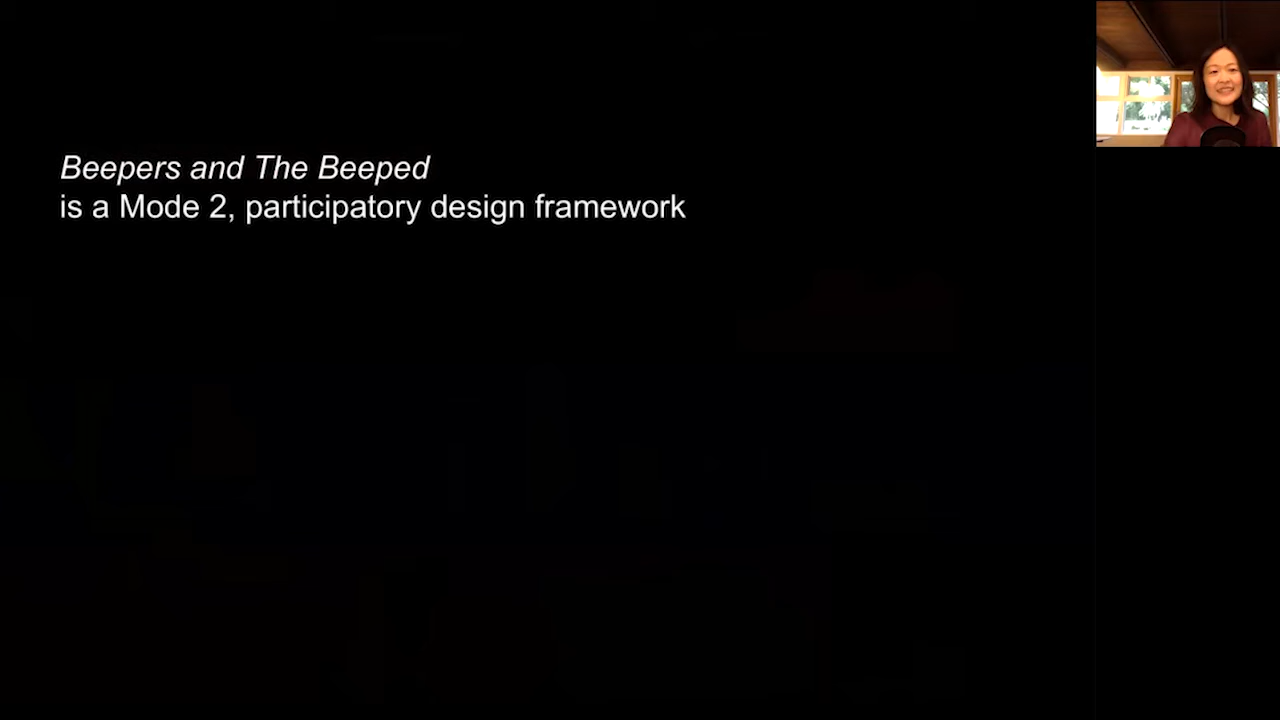 Beepers and The Beeped
is a Mode 2, participatory design framework